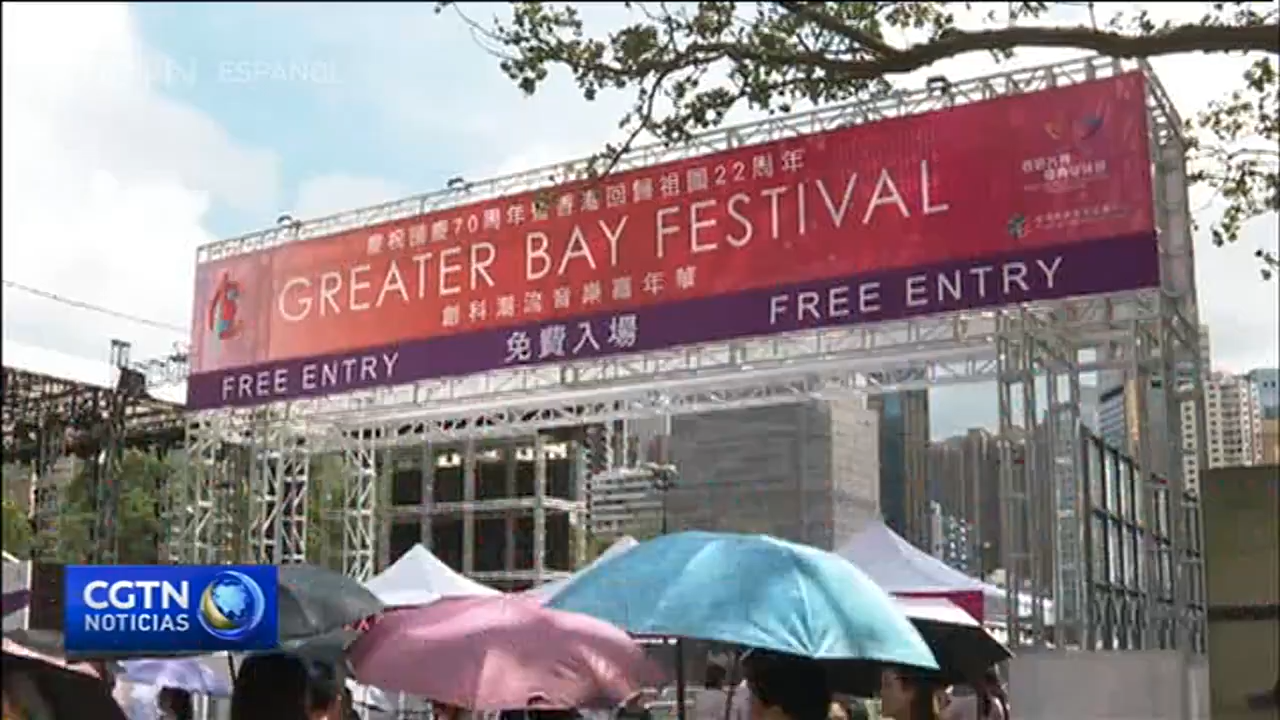 ESPAÑOL
慶祝國慶70周年暨香港回歸祖國22周年
GREATER BAY FESTIVAL
創科潮流音樂嘉年華
FREE ENTRY 免費入場 FREE ENTRY
CGTN
NOTICIAS